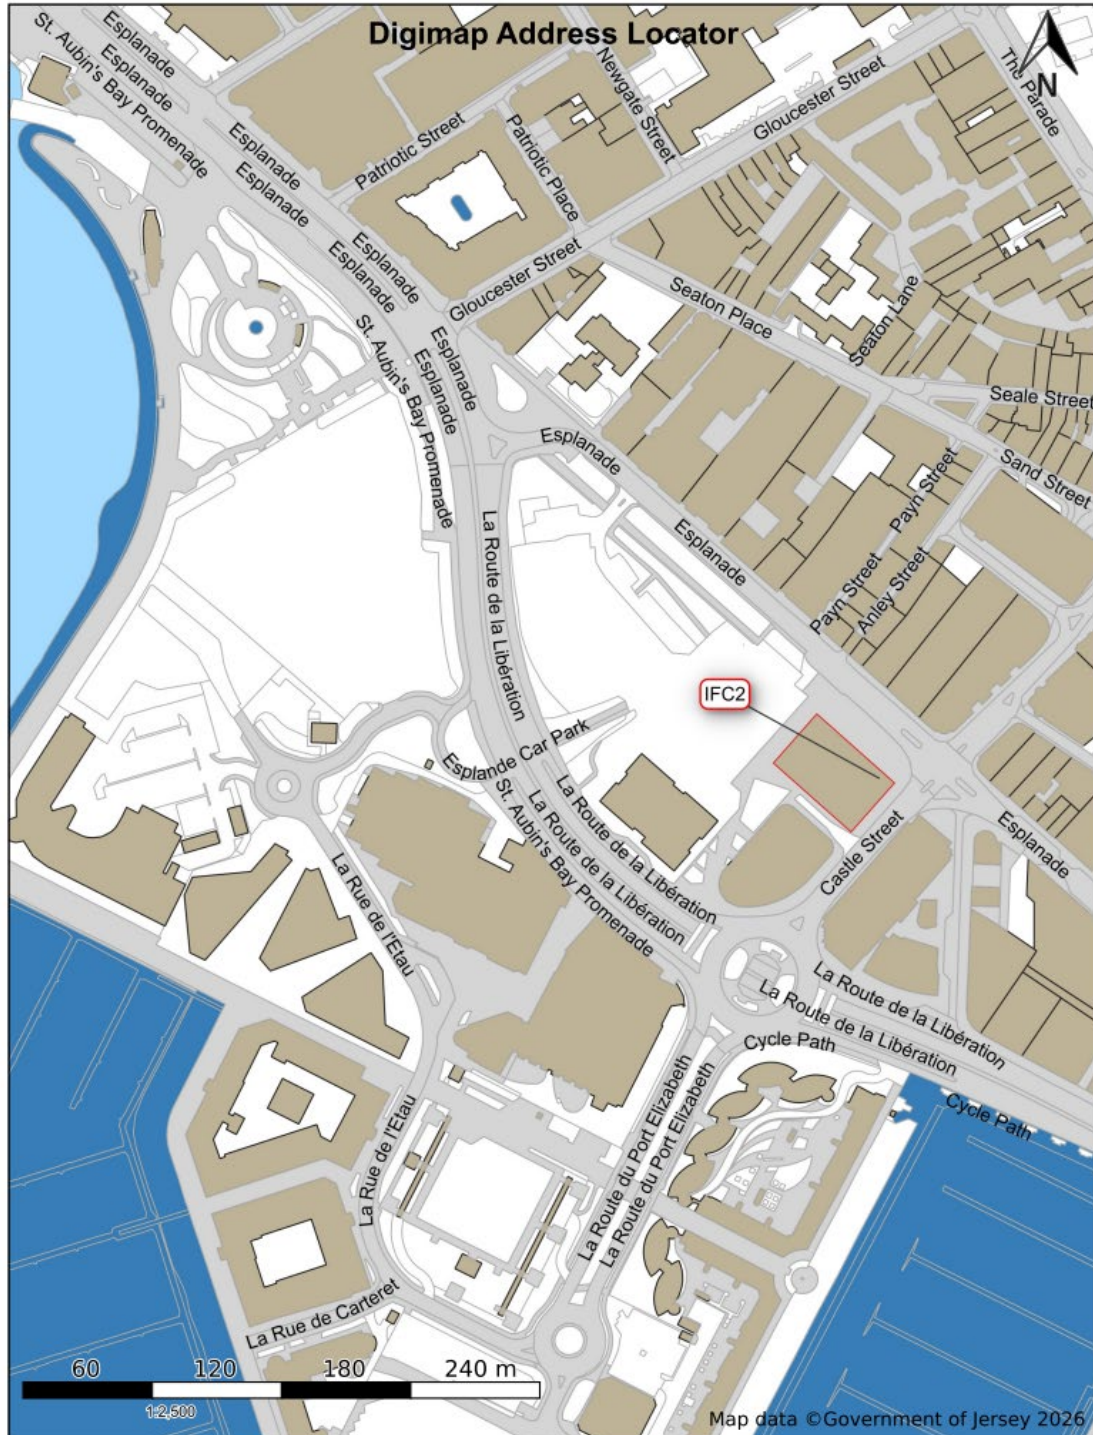 Digimap Address Locator
N
Esplanade
St. Aubin's Bay Promenade
Esplanade
Newgate Street
The Parade
Gloucester Street
Esplanade
Esplanade
Patriotic Street
Patriotic Place
Esplanade
Esplanade
Gloucester Street
Seaton Place
Seaton Lane
St. Aubin's Bay Promenade
Esplanade
Esplanade
Seale Street
Esplanade
Sand Street
Payn Street
La Route de la Libération
Esplanade
Payn Street
Anley Street
IFC2
Esplande Car Park
St. Aubin's Bay Promenade
La Route de la Libération
La Route de la Libération
Castle Street
Esplanade
La Rue de l'Etau
La Route de la Libération
La Route de la Libération
Cycle Path
Cycle Path
La Route du Port Elizabeth
La Route du Port Elizabeth
La Rue de l'Etau
La Rue de Carteret
60 120 180 240 m
1:2,500
Map data ©Government of Jersey 2026